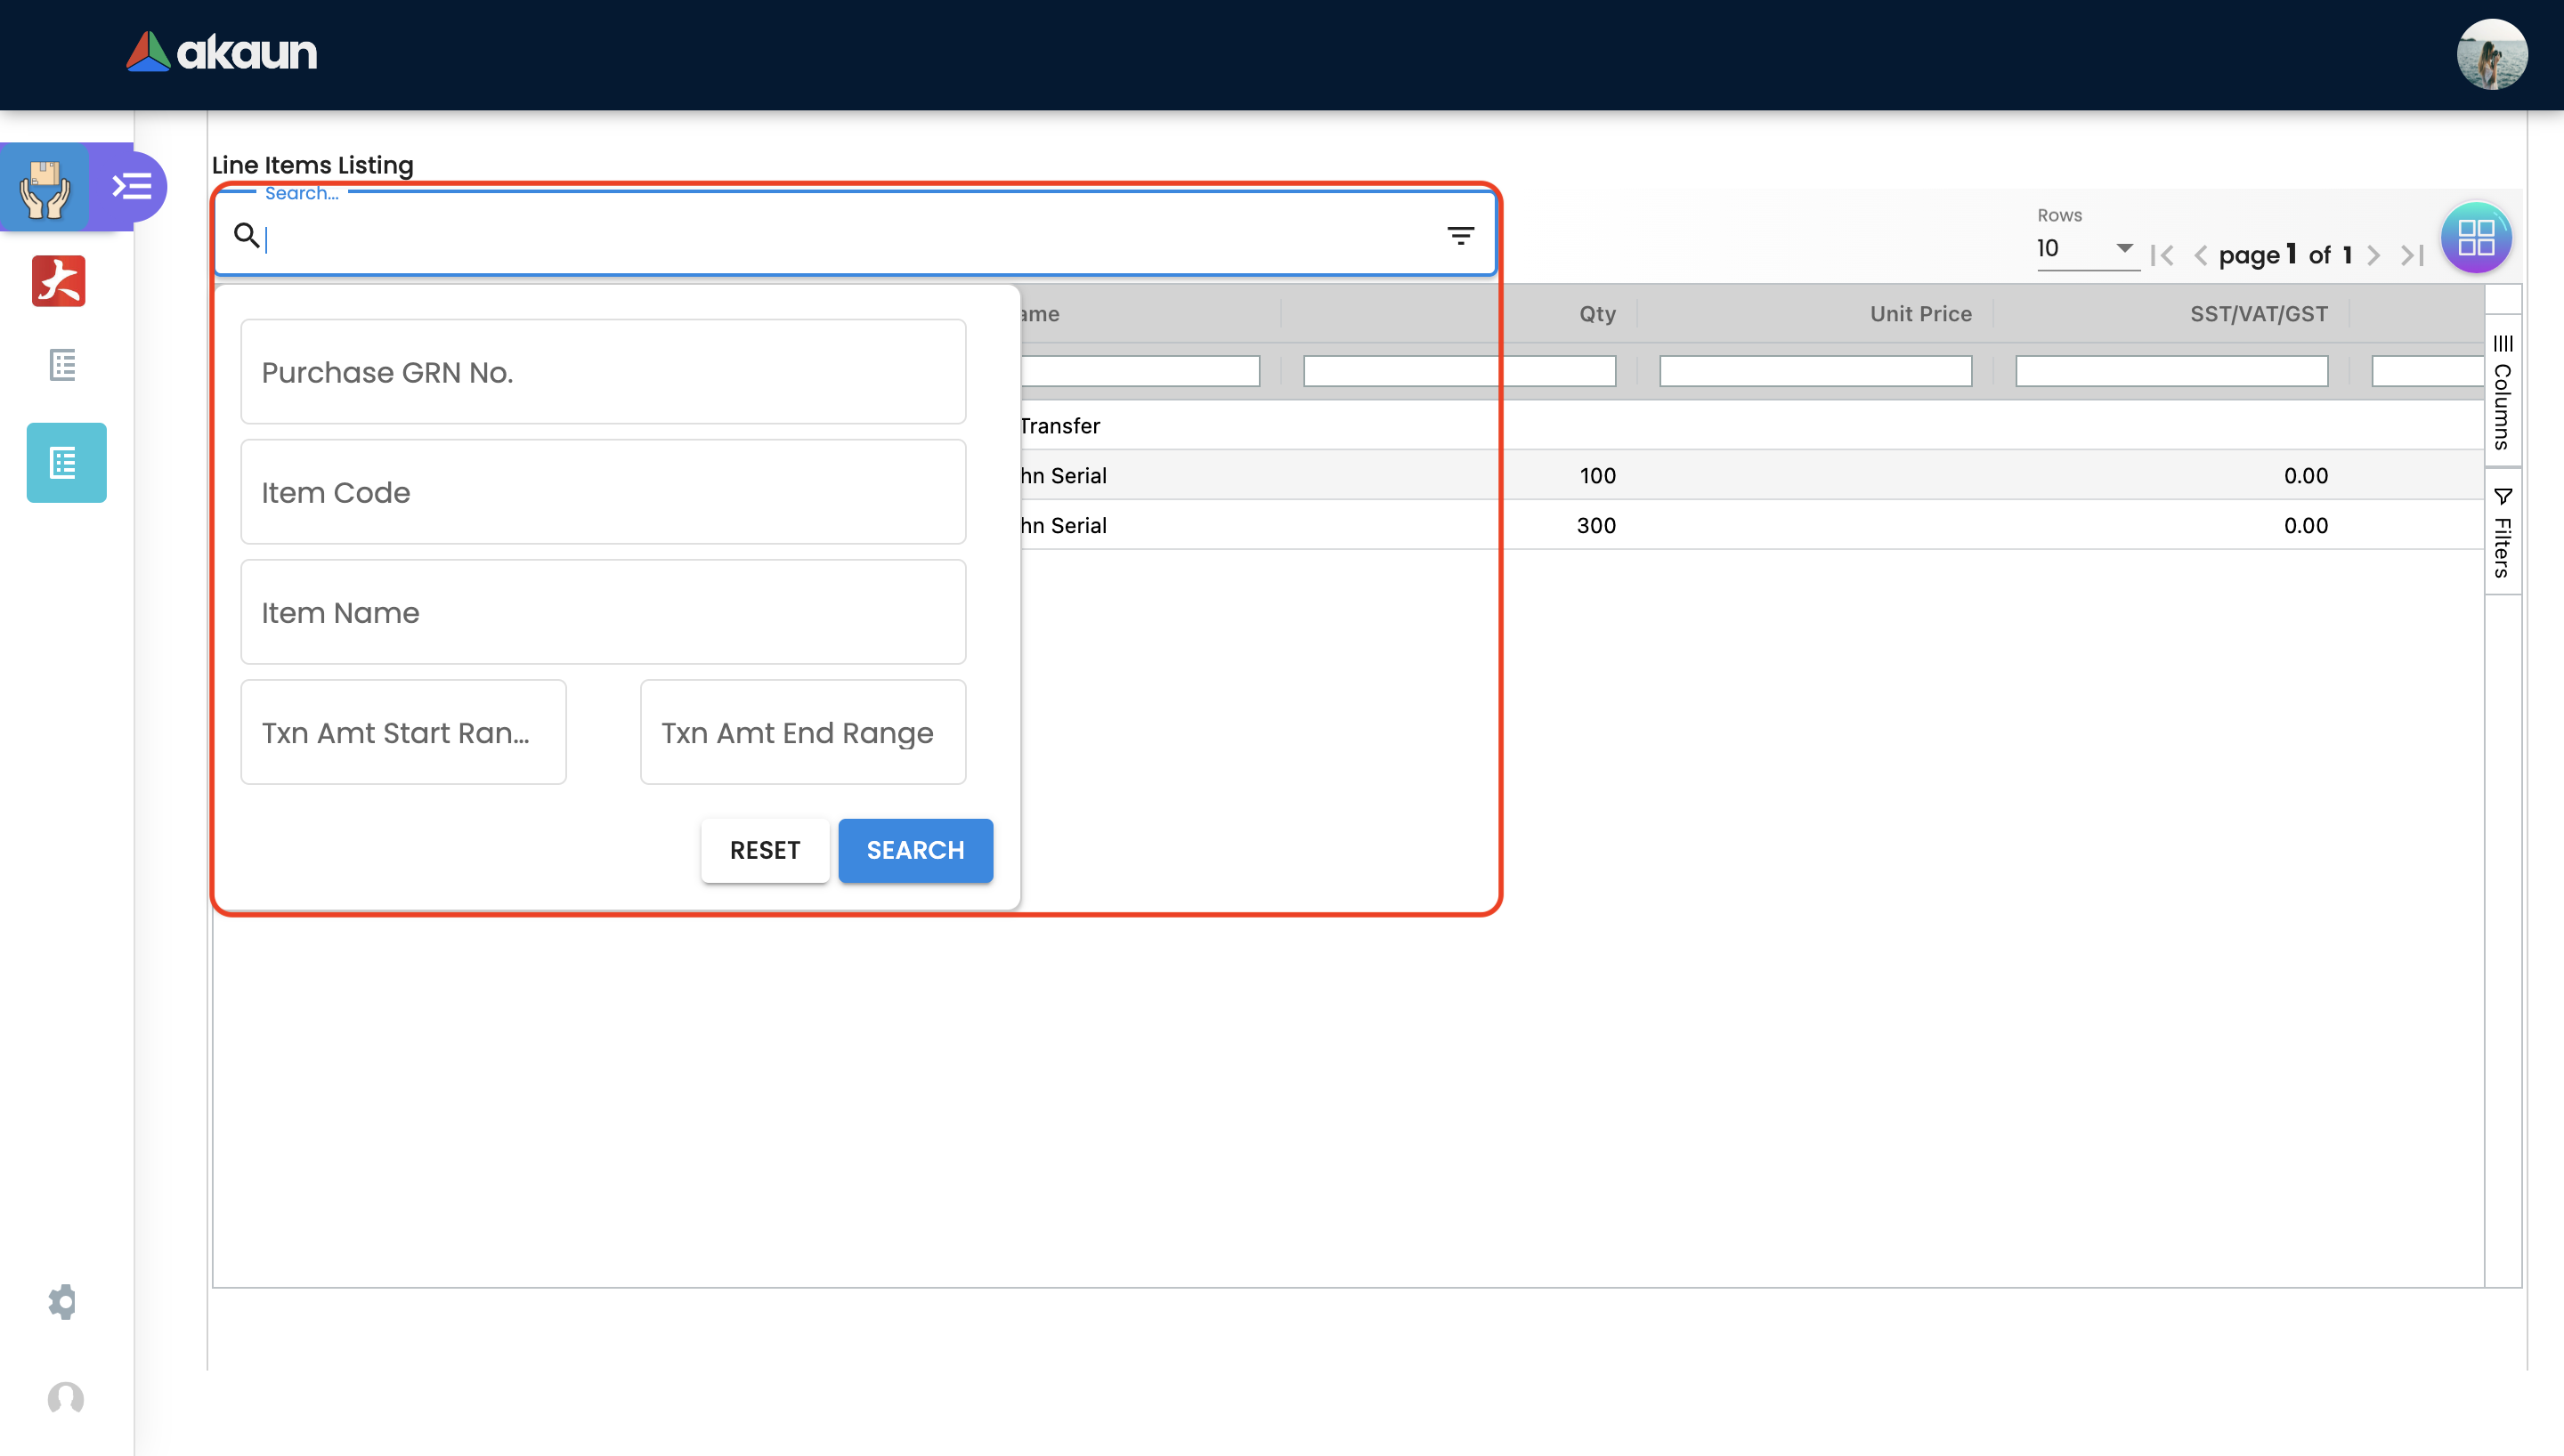 akaun
Line Items Listing
Search...
Rows
10
page 1 of 1
ame Qty Unit Price SST/VAT/GST
Columns
Filters
Transfer
hn Serial 100 0.00
hn Serial 300 0.00
Purchase GRN No.
Item Code
Item Name
Txn Amt Start Ran...
Txn Amt End Range
RESET
SEARCH